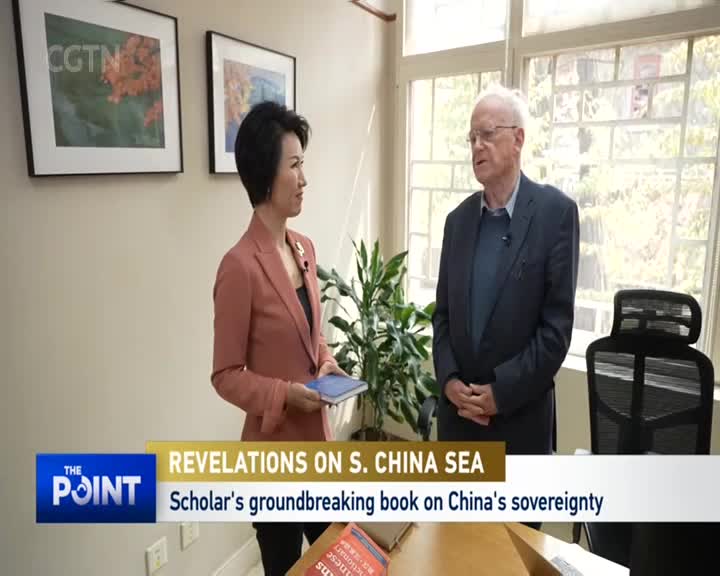 CGTN
REVELATIONS ON S. CHINA SEA
THE
POINT
Scholar's groundbreaking book on China's sovereignty